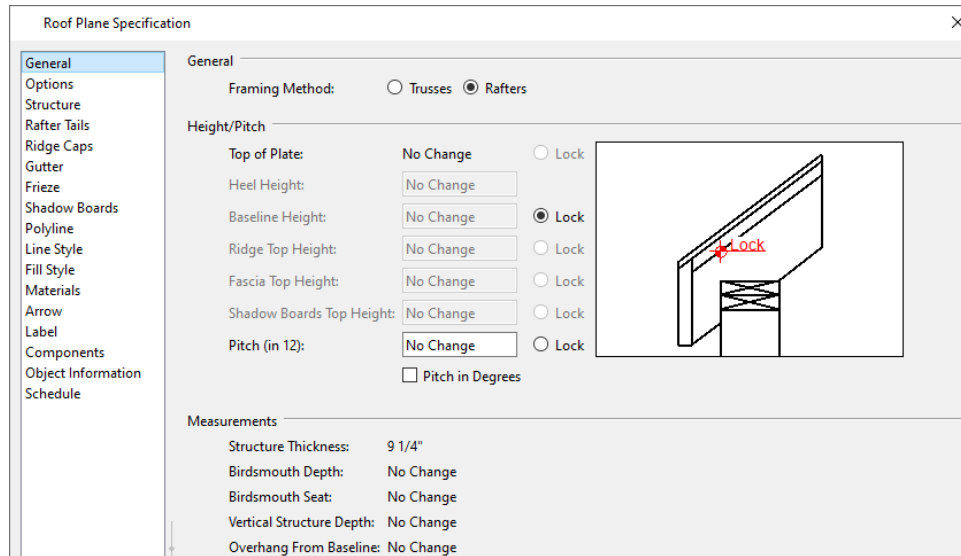 Roof Plane Specification
General
Options
Structure
Rafter Tails
Ridge Caps
Gutter
Frieze
Shadow Boards
Polyline
Line Style
Fill Style
Materials
Arrow
Label
Components
Object Information
Schedule
General
Framing Method: Trusses Rafters
Height/Pitch
Top of Plate: No Change Lock
Heel Height: No Change
Baseline Height: No Change Lock
Ridge Top Height: No Change Lock
Fascia Top Height: No Change Lock
Shadow Boards Top Height: No Change Lock
Pitch (in 12): No Change Lock
Pitch in Degrees
Lock
Measurements
Structure Thickness: 9 1/4"
Birdsmouth Depth: No Change
Birdsmouth Seat: No Change
Vertical Structure Depth: No Change
Overhang From Baseline: No Change